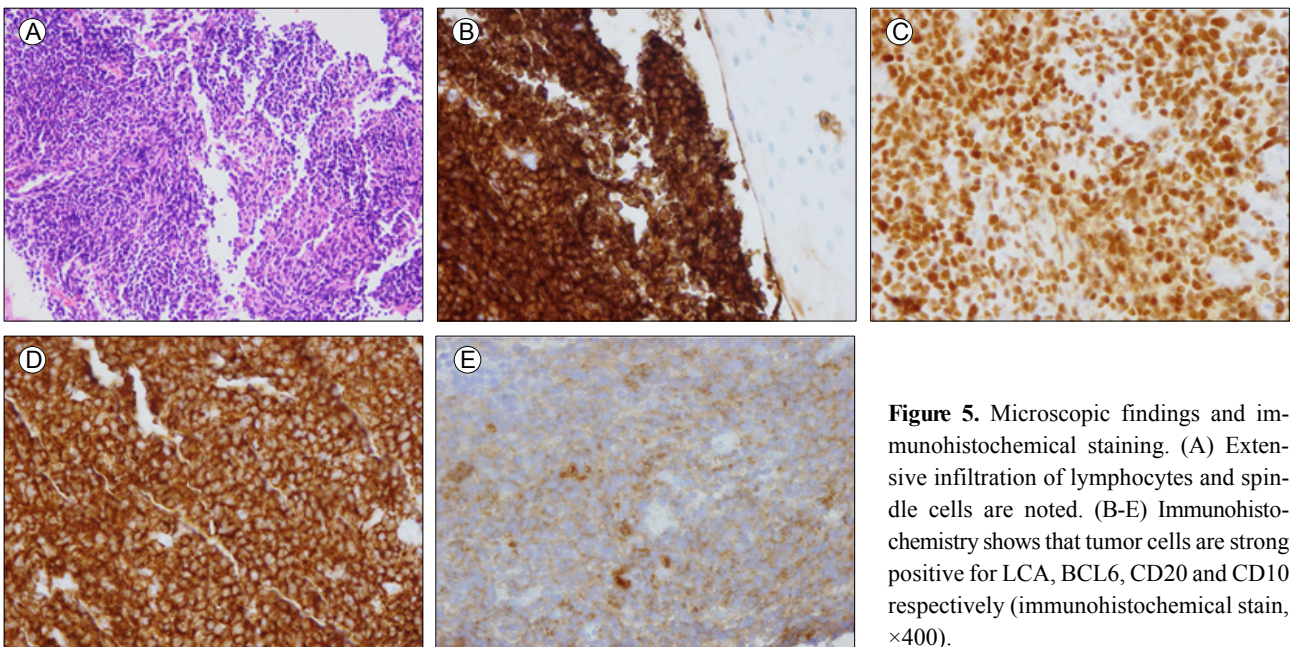 A
B
C
D
E
Figure 5. Microscopic findings and im-
munohistochemical staining. (A) Exten-
sive infiltration of lymphocytes and spin-
dle cells are noted. (B-E) Immunohisto-
chemistry shows that tumor cells are strong
positive for LCA, BCL6, CD20 and CD10
respectively (immunohistochemical stain,
×400).